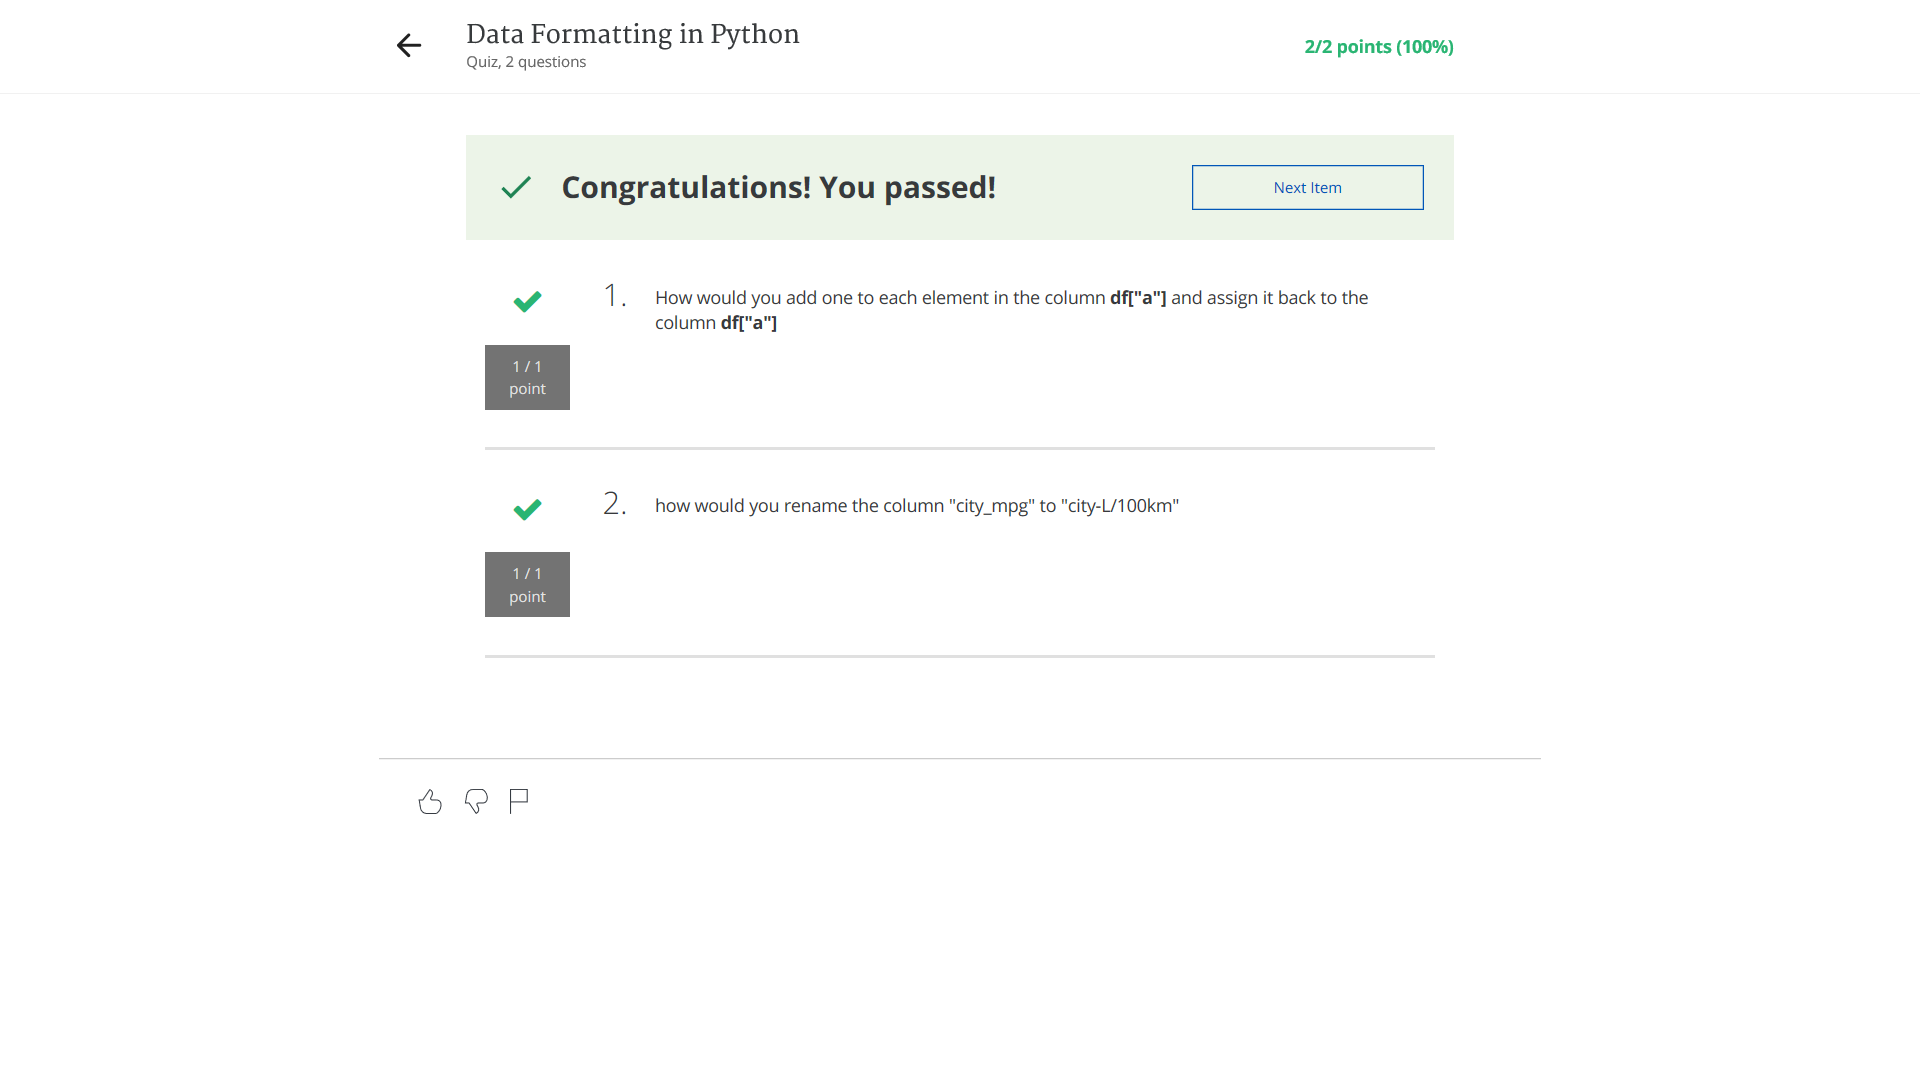 Data Formatting in Python
Quiz, 2 questions
2/2 points (100%)
Congratulations! You passed!
Next Item
1.
How would you add one to each element in the column df["a"] and assign it back to the
column df["a"]
1 / 1
point
2.
how would you rename the column "city_mpg" to "city-L/100km"
1 / 1
point